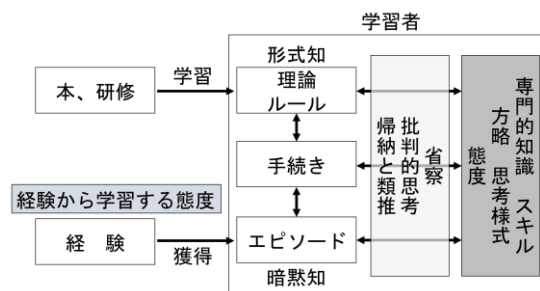 学習者
形式知
本、研修
学習
理論
ルール
手続き
経験から学習する態度
経　験
獲得
エピソード
暗黙知
省察
批判的思考
帰納と類推
専門的知識　スキル
方略　思考様式
態度